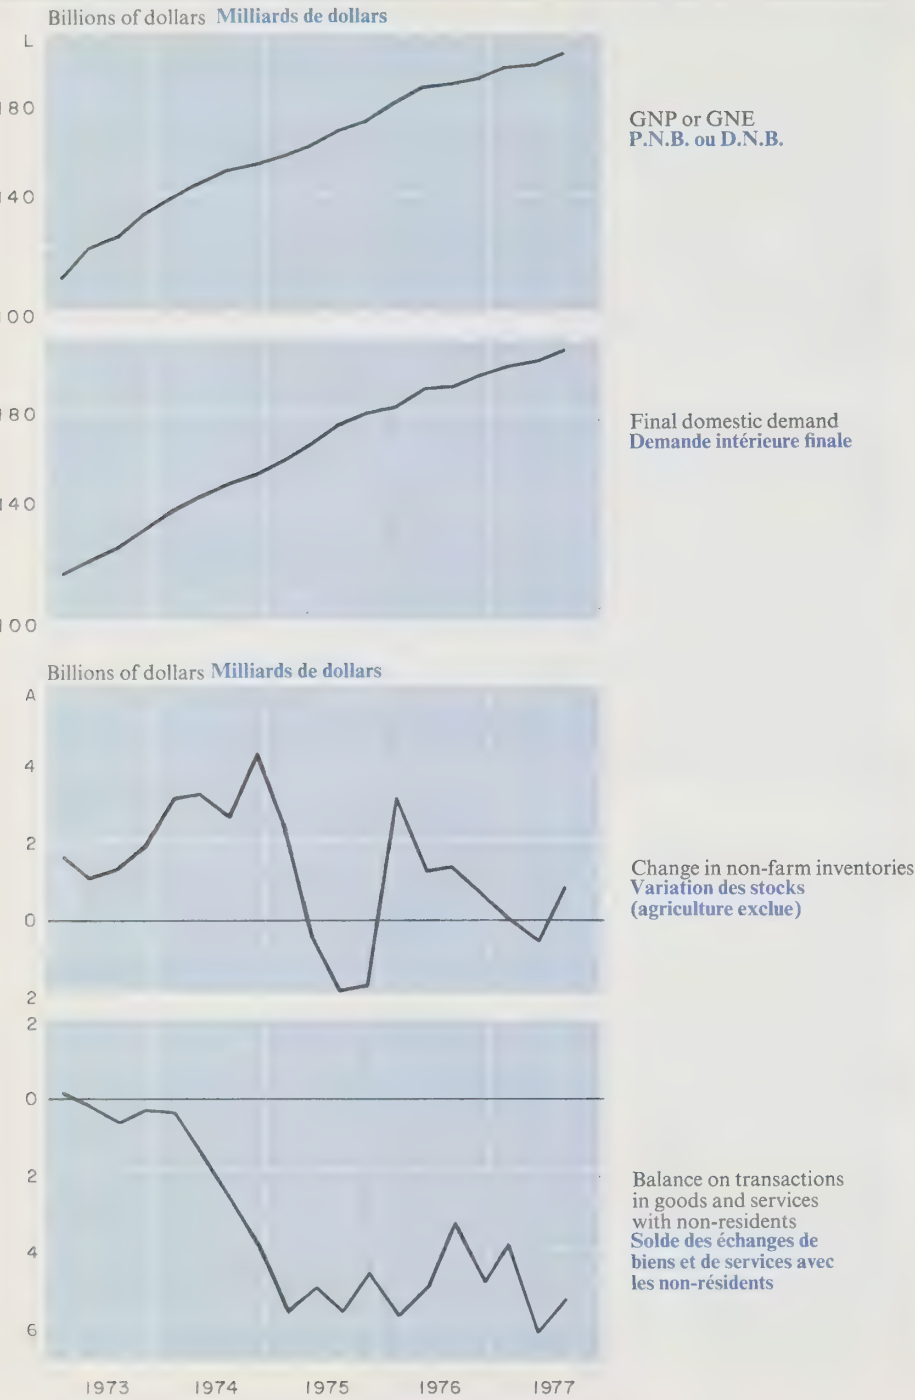 Billions of dollars Milliards de dollars
L
180
140
100
GNP or GNE
P.N.B. ou D.N.B.
180
140
100
Final domestic demand
Demande intérieure finale
Billions of dollars Milliards de dollars
A
4
2
0
2
Change in non-farm inventories
Variation des stocks
(agriculture exclue)
2
0
2
4
6
Balance on transactions
in goods and services
with non-residents
Solde des échanges de
biens et de services avec
les non-résidents
1973 1974 1975 1976 1977